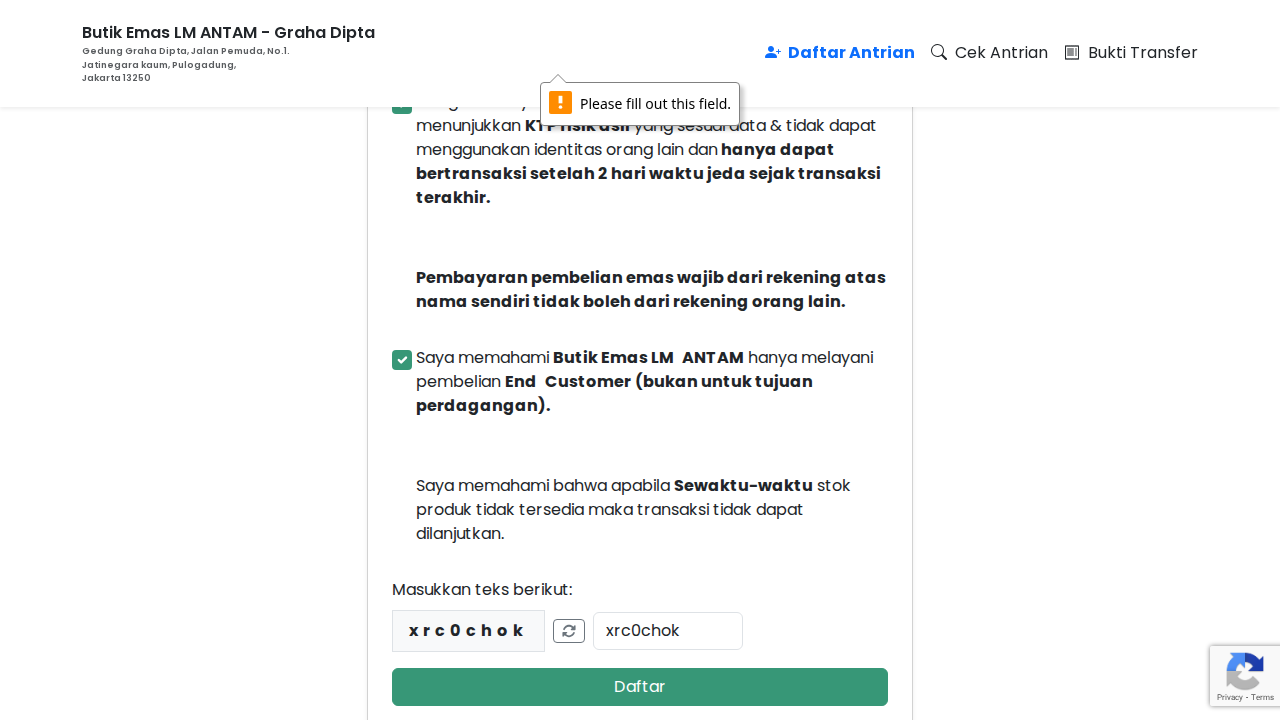 Butik Emas LM ANTAM - Graha Dipta
Gedung Graha Dipta, Jalan Pemuda, No.1.
Jatinegara kaum, Pulogadung,
Jakarta 13250
Daftar Antrian
Cek Antrian
Bukti Transfer
Please fill out this field.
menunjukkan KTP fisik asli yang sesuai data & tidak dapat
menggunakan identitas orang lain dan hanya dapat
bertransaksi setelah 2 hari waktu jeda sejak transaksi
terakhir.
Pembayaran pembelian emas wajib dari rekening atas
nama sendiri tidak boleh dari rekening orang lain.
Saya memahami Butik Emas LM ANTAM hanya melayani
pembelian End Customer (bukan untuk tujuan
perdagangan).
Saya memahami bahwa apabila Sewaktu-waktu stok
produk tidak tersedia maka transaksi tidak dapat
dilanjutkan.
Masukkan teks berikut:
xrc0chok
xrc0chok
Daftar
Privacy - Terms